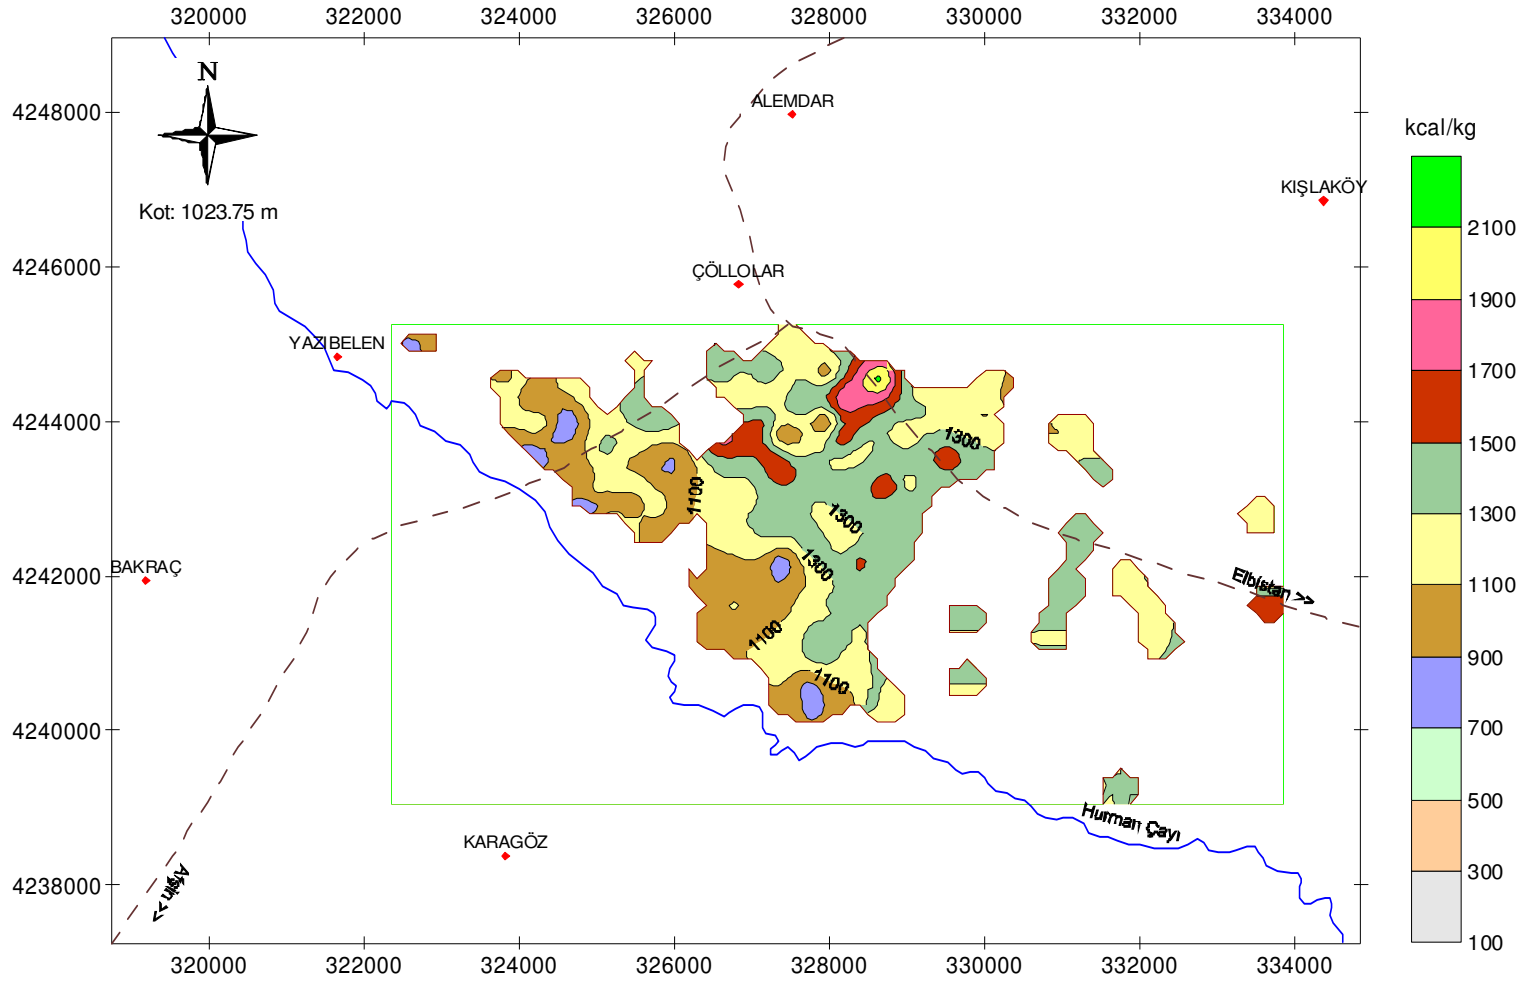 320000 322000 324000 326000 328000 330000 332000 334000
N
ALEMDAR
4248000
kcal/kg
KIŞLAKÖY
Kot: 1023.75 m
2100
4246000
ÇÖLLOLAR
1900
YAZIBELEN
1700
4244000
1300
1500
1100
1300
1300
1300
BAKRAÇ
4242000
Elbistan >>
1100
1100
900
1100
4240000
700
500
Hurman Çayı
KARAGÖZ
4238000
Afşin >>
300
100
320000 322000 324000 326000 328000 330000 332000 334000